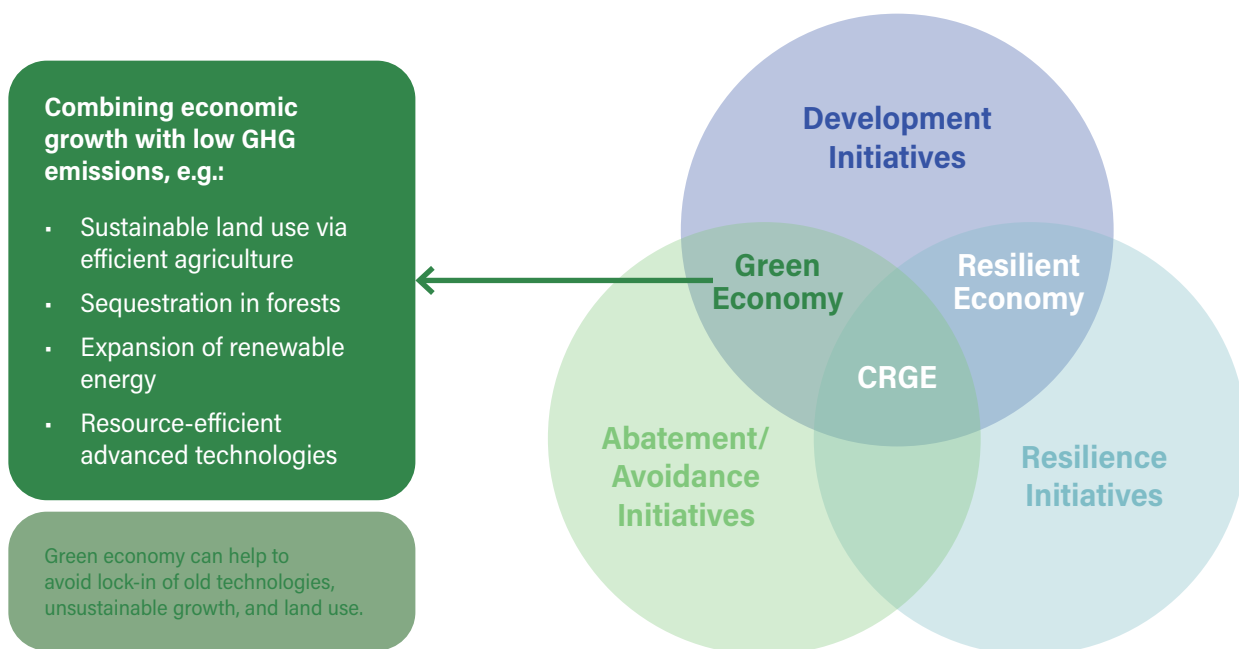 Combining economic
growth with low GHG
emissions, e.g.:
▪ Sustainable land use via
efficient agriculture
▪ Sequestration in forests
▪ Expansion of renewable
energy
▪ Resource-efficient
advanced technologies
Green economy can help to
avoid lock-in of old technologies,
unsustainable growth, and land use.
Development
Initiatives
Green
Economy
Resilient
Economy
CRGE
Abatement/
Avoidance
Initiatives
Resilience
Initiatives